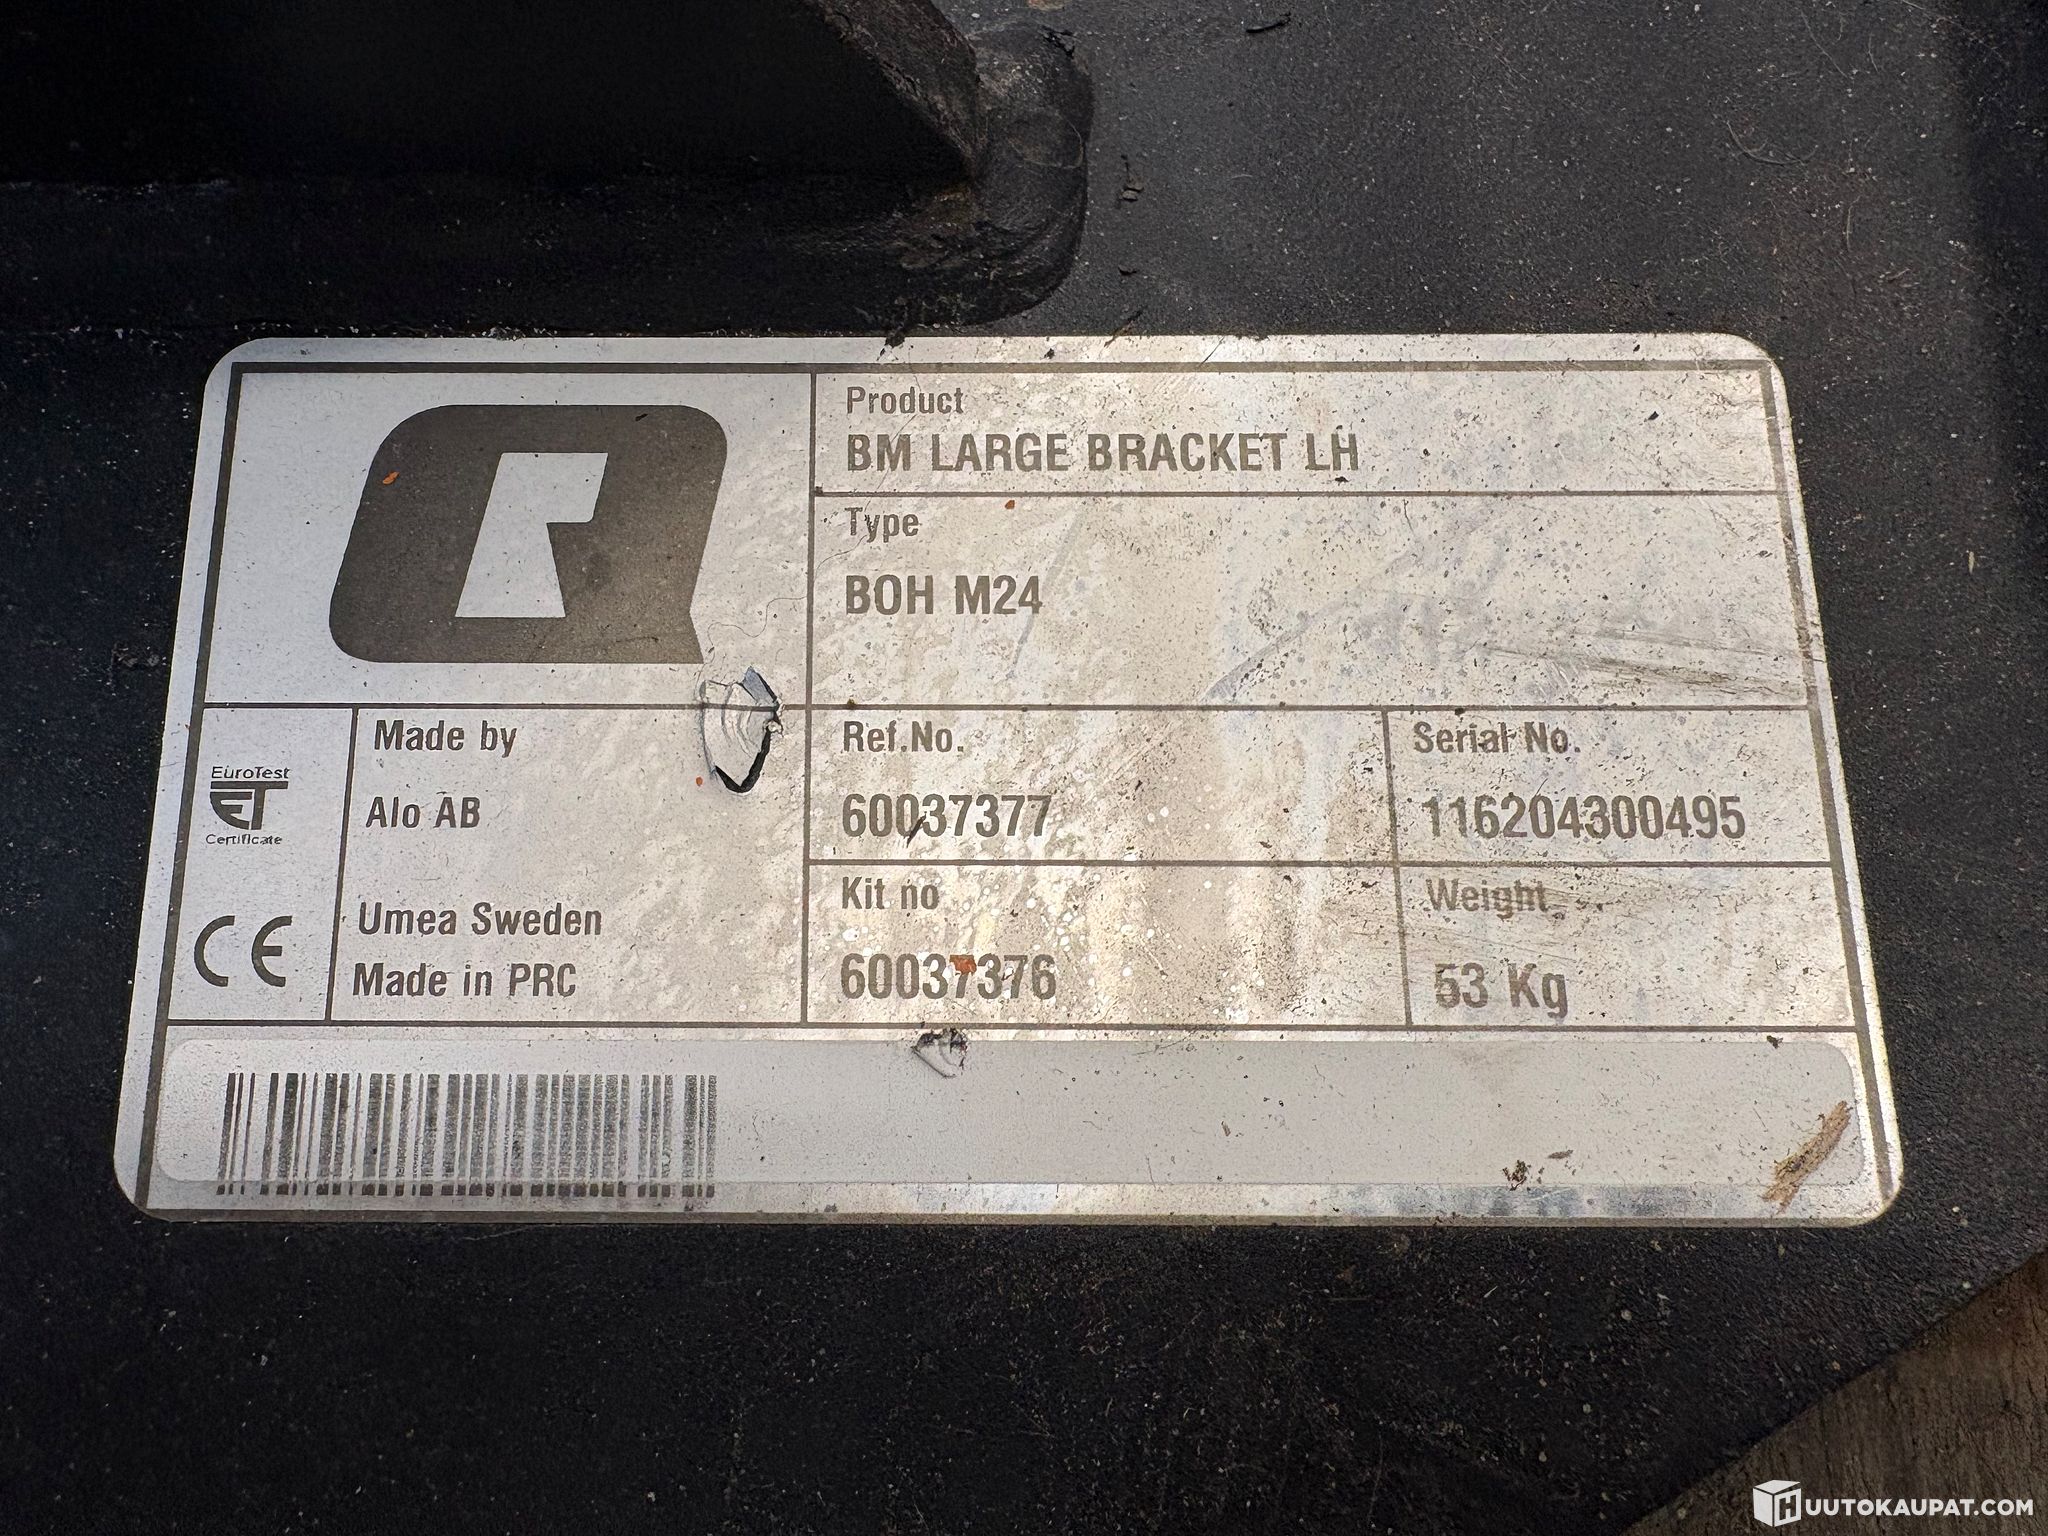 Product
BM LARGE BRACKET LH
Type
BOH M24
Made by
Alo AB
Umea Sweden
Made in PRC
EuroTest
ET
Certificate
CE
Ref.No.
60037377
Serial No.
116204300495
Kit no
60037376
Weight
53 Kg
HUUTOKAUPAT.COM